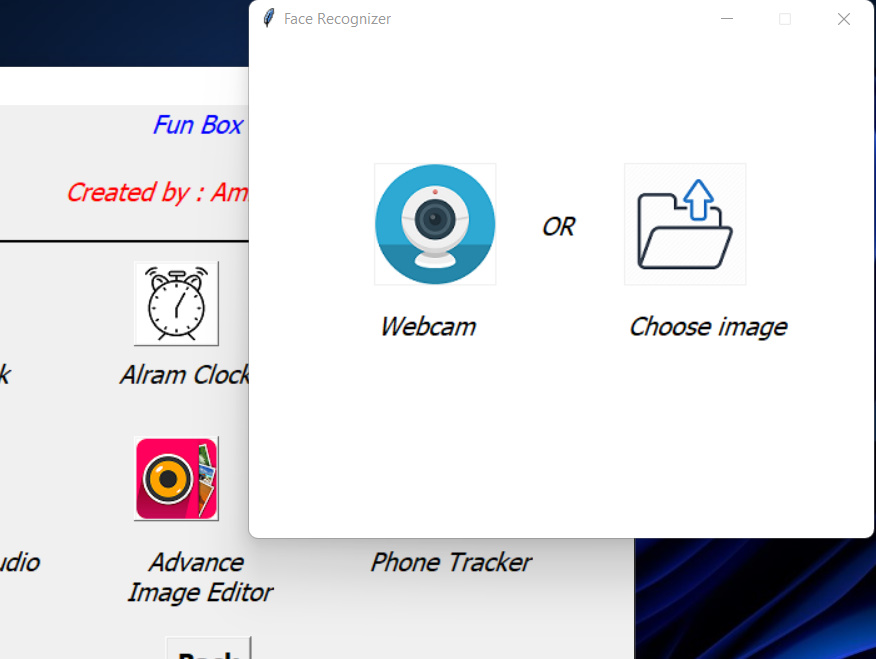 Face Recognizer
Fun Box
Created by : Am
OR
Webcam
Choose image
k
Alram Clock
udio
Advance
Image Editor
Phone Tracker
Back